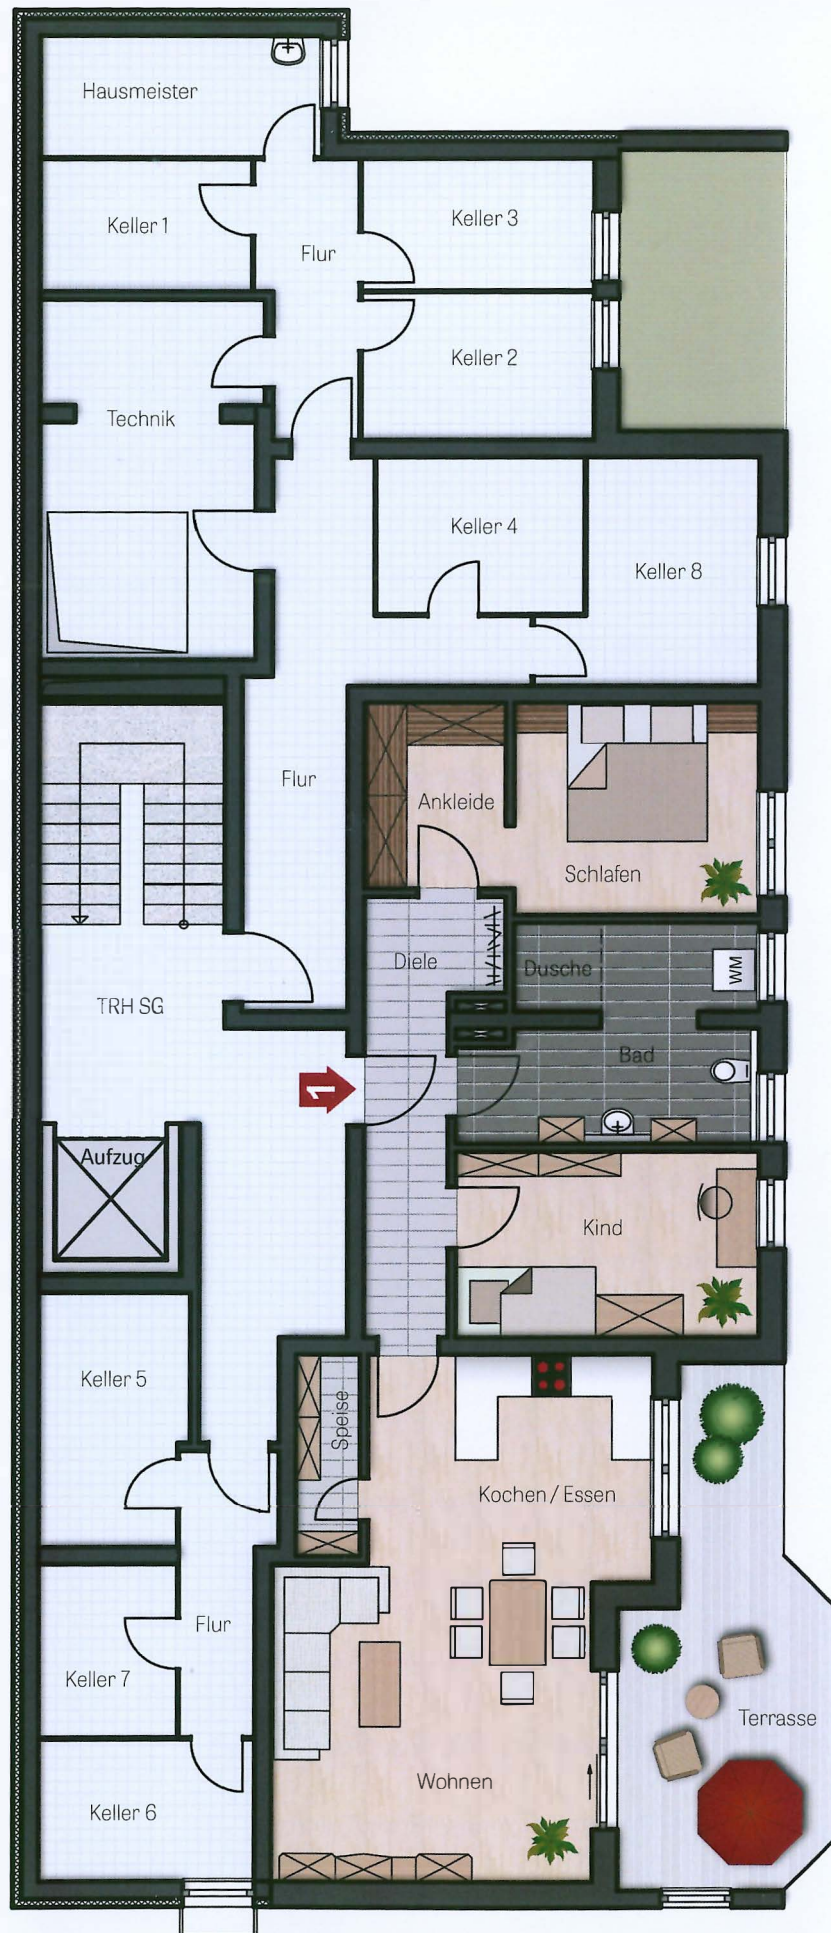 Hausmeister
Keller 1
Flur
Keller 3
Keller 2
Technik
Keller 4
Keller 8
Flur
Ankleide
Schlafen
Diele
Dusche
WM
TRH SG
Bad
1
Aufzug
Kind
Keller 5
Speise
Kochen / Essen
Flur
Keller 7
Terrasse
Wohnen
Keller 6